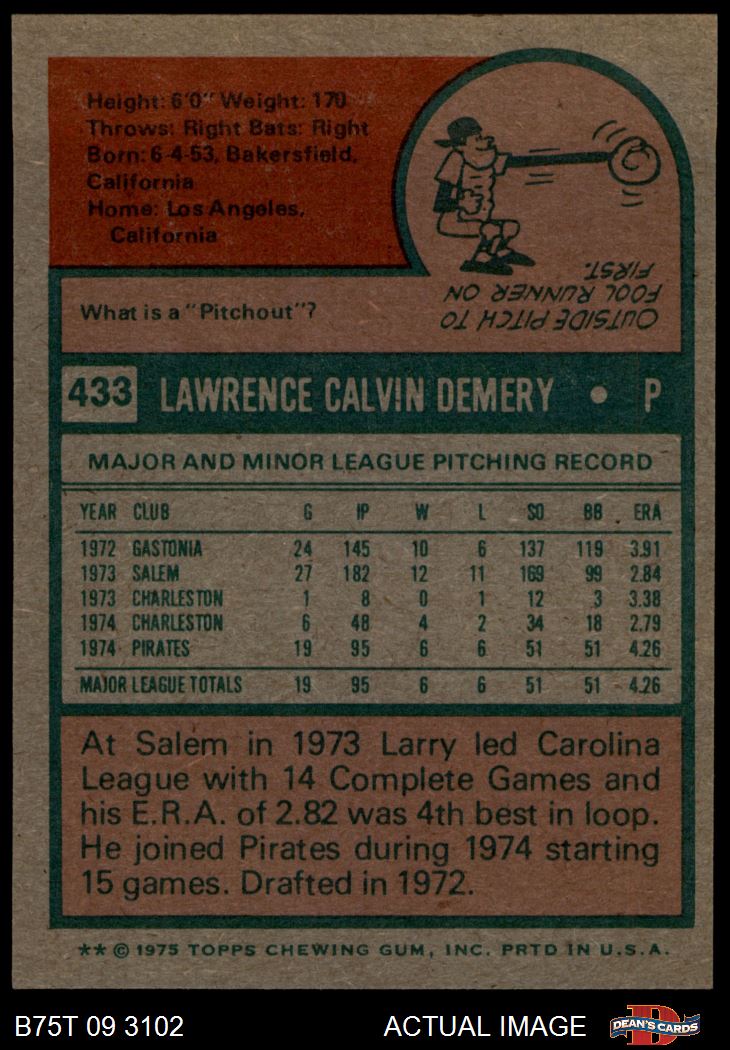 Height: 6'0" Weight: 170
Throws: Right Bats: Right
Born: 6-4-53, Bakersfield,
California
Home: Los Angeles,
California
What is a "Pitchout"?
OUTSIDE PITCH TO
FOOL RUNNER ON
FIRST.
433 LAWRENCE CALVIN DEMERY • P
MAJOR AND MINOR LEAGUE PITCHING RECORD
YEAR CLUB G IP W L SO BB ERA
1972 GASTONIA 24 145 10 6 137 119 3.91
1973 SALEM 27 182 12 11 169 99 2.84
1973 CHARLESTON 1 8 0 1 12 3 3.38
1974 CHARLESTON 6 48 4 2 34 18 2.79
1974 PIRATES 19 95 6 6 51 51 4.26
MAJOR LEAGUE TOTALS 19 95 6 6 51 51 4.26
At Salem in 1973 Larry led Carolina
League with 14 Complete Games and
his E.R.A. of 2.82 was 4th best in loop.
He joined Pirates during 1974 starting
15 games. Drafted in 1972.
** © 1975 TOPPS CHEWING GUM, INC. PRTD IN U.S.A.
B75T 09 3102 ACTUAL IMAGE DEAN'S CARDS